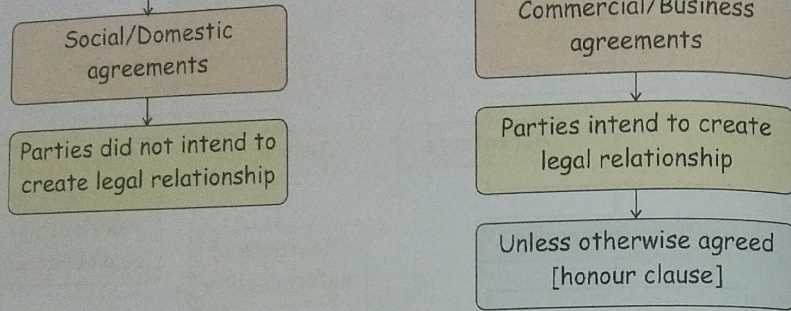 Social/Domestic
agreements
Parties did not intend to
create legal relationship
Commercial/Business
agreements
Parties intend to create
legal relationship
Unless otherwise agreed
[honour clause]